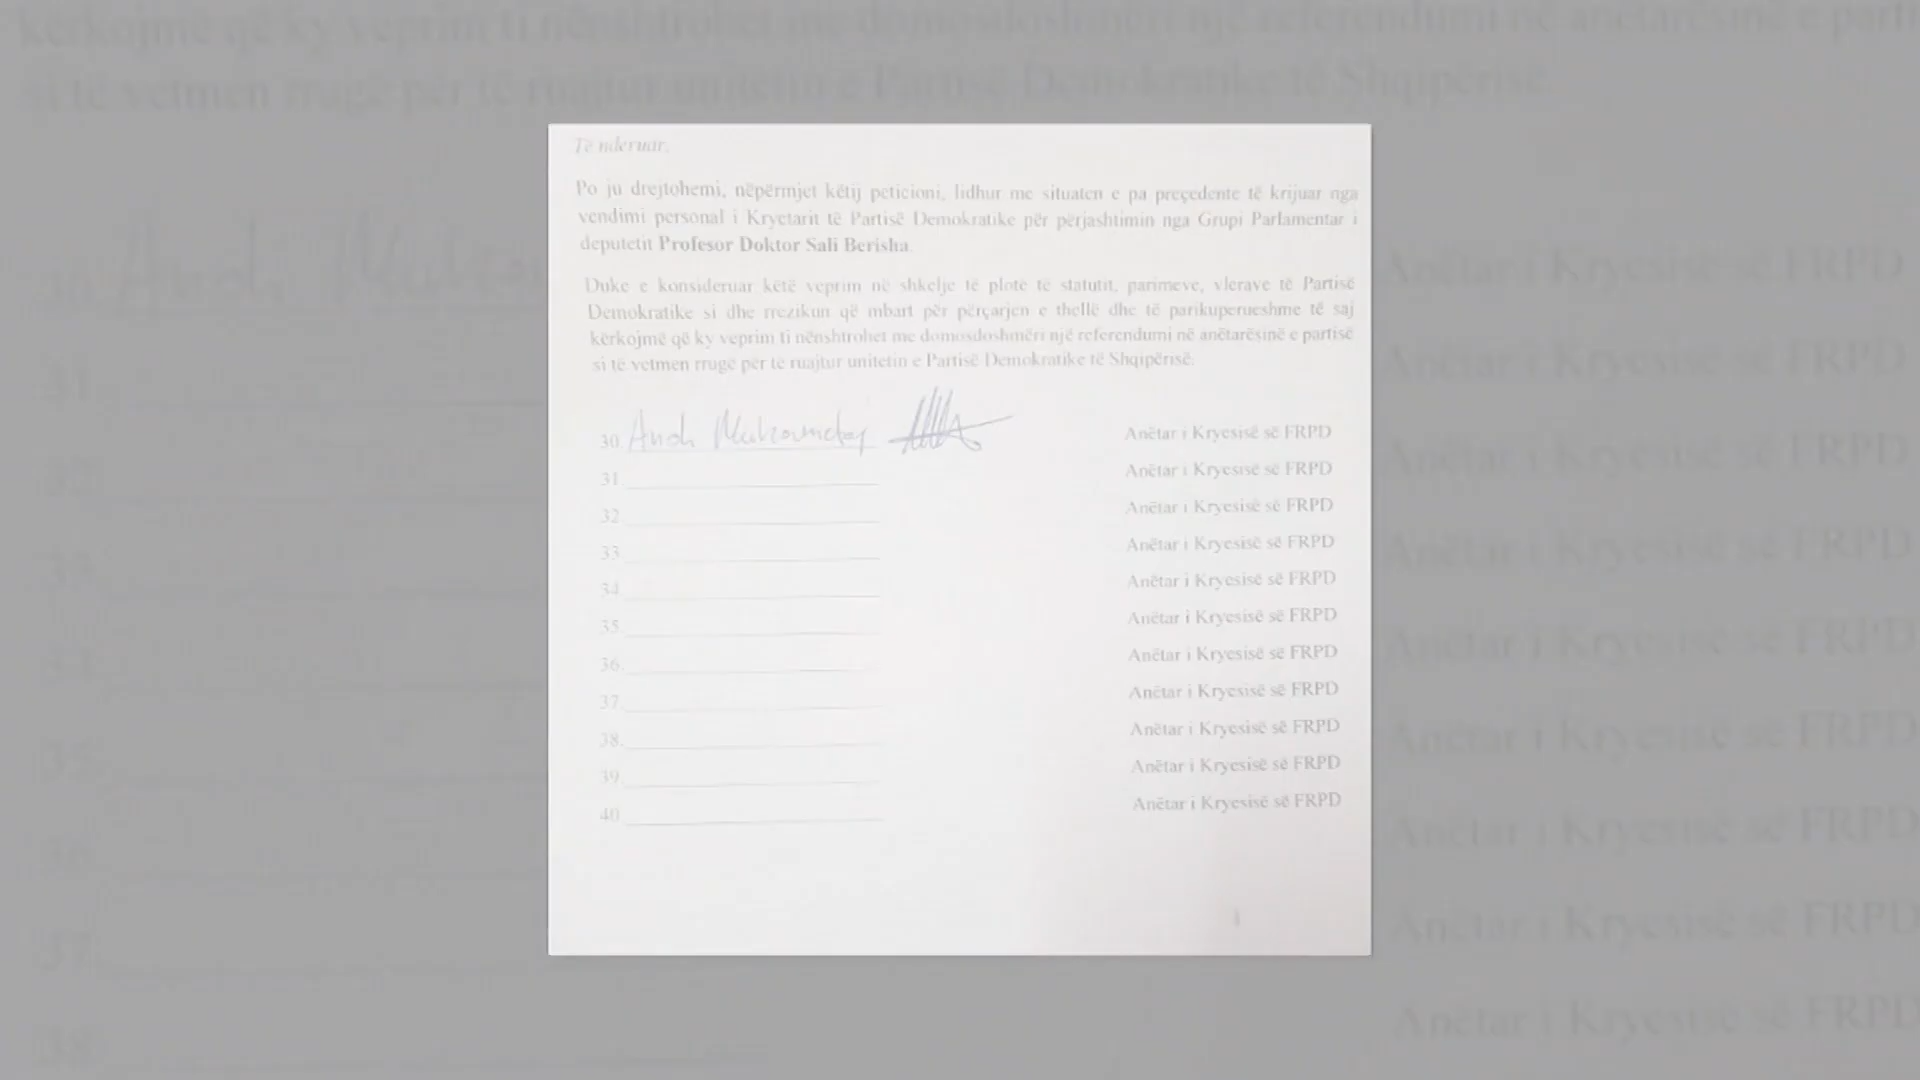 Të nderuar,
Po ju drejtohemi, nëpërmjet këtij peticioni, lidhur me situaten e pa preçedente të krijuar nga
vendimi personal i Kryetarit të Partisë Demokratike për përjashtimin nga Grupi Parlamentar i
deputetit Profesor Doktor Sali Berisha.
Duke e konsideruar këtë veprim në shkelje të plotë të statutit, parimeve, vlerave të Partisë
Demokratike si dhe rrezikun që mbart për përçarjen e thellë dhe të parikuperueshme të saj
kërkojmë që ky veprim ti nënshtrohet me domosdoshmëri një referendumi në anëtarësinë e partisë
si të vetmen rrugë për të ruajtur unitetin e Partisë Demokratike të Shqipërisë.
30. Andi Anëtar i Kryesisë së FRPD
31. Anëtar i Kryesisë së FRPD
32. Anëtar i Kryesisë së FRPD
33. Anëtar i Kryesisë së FRPD
34. Anëtar i Kryesisë së FRPD
35. Anëtar i Kryesisë së FRPD
36. Anëtar i Kryesisë së FRPD
37. Anëtar i Kryesisë së FRPD
38. Anëtar i Kryesisë së FRPD
39. Anëtar i Kryesisë së FRPD
40. Anëtar i Kryesisë së FRPD